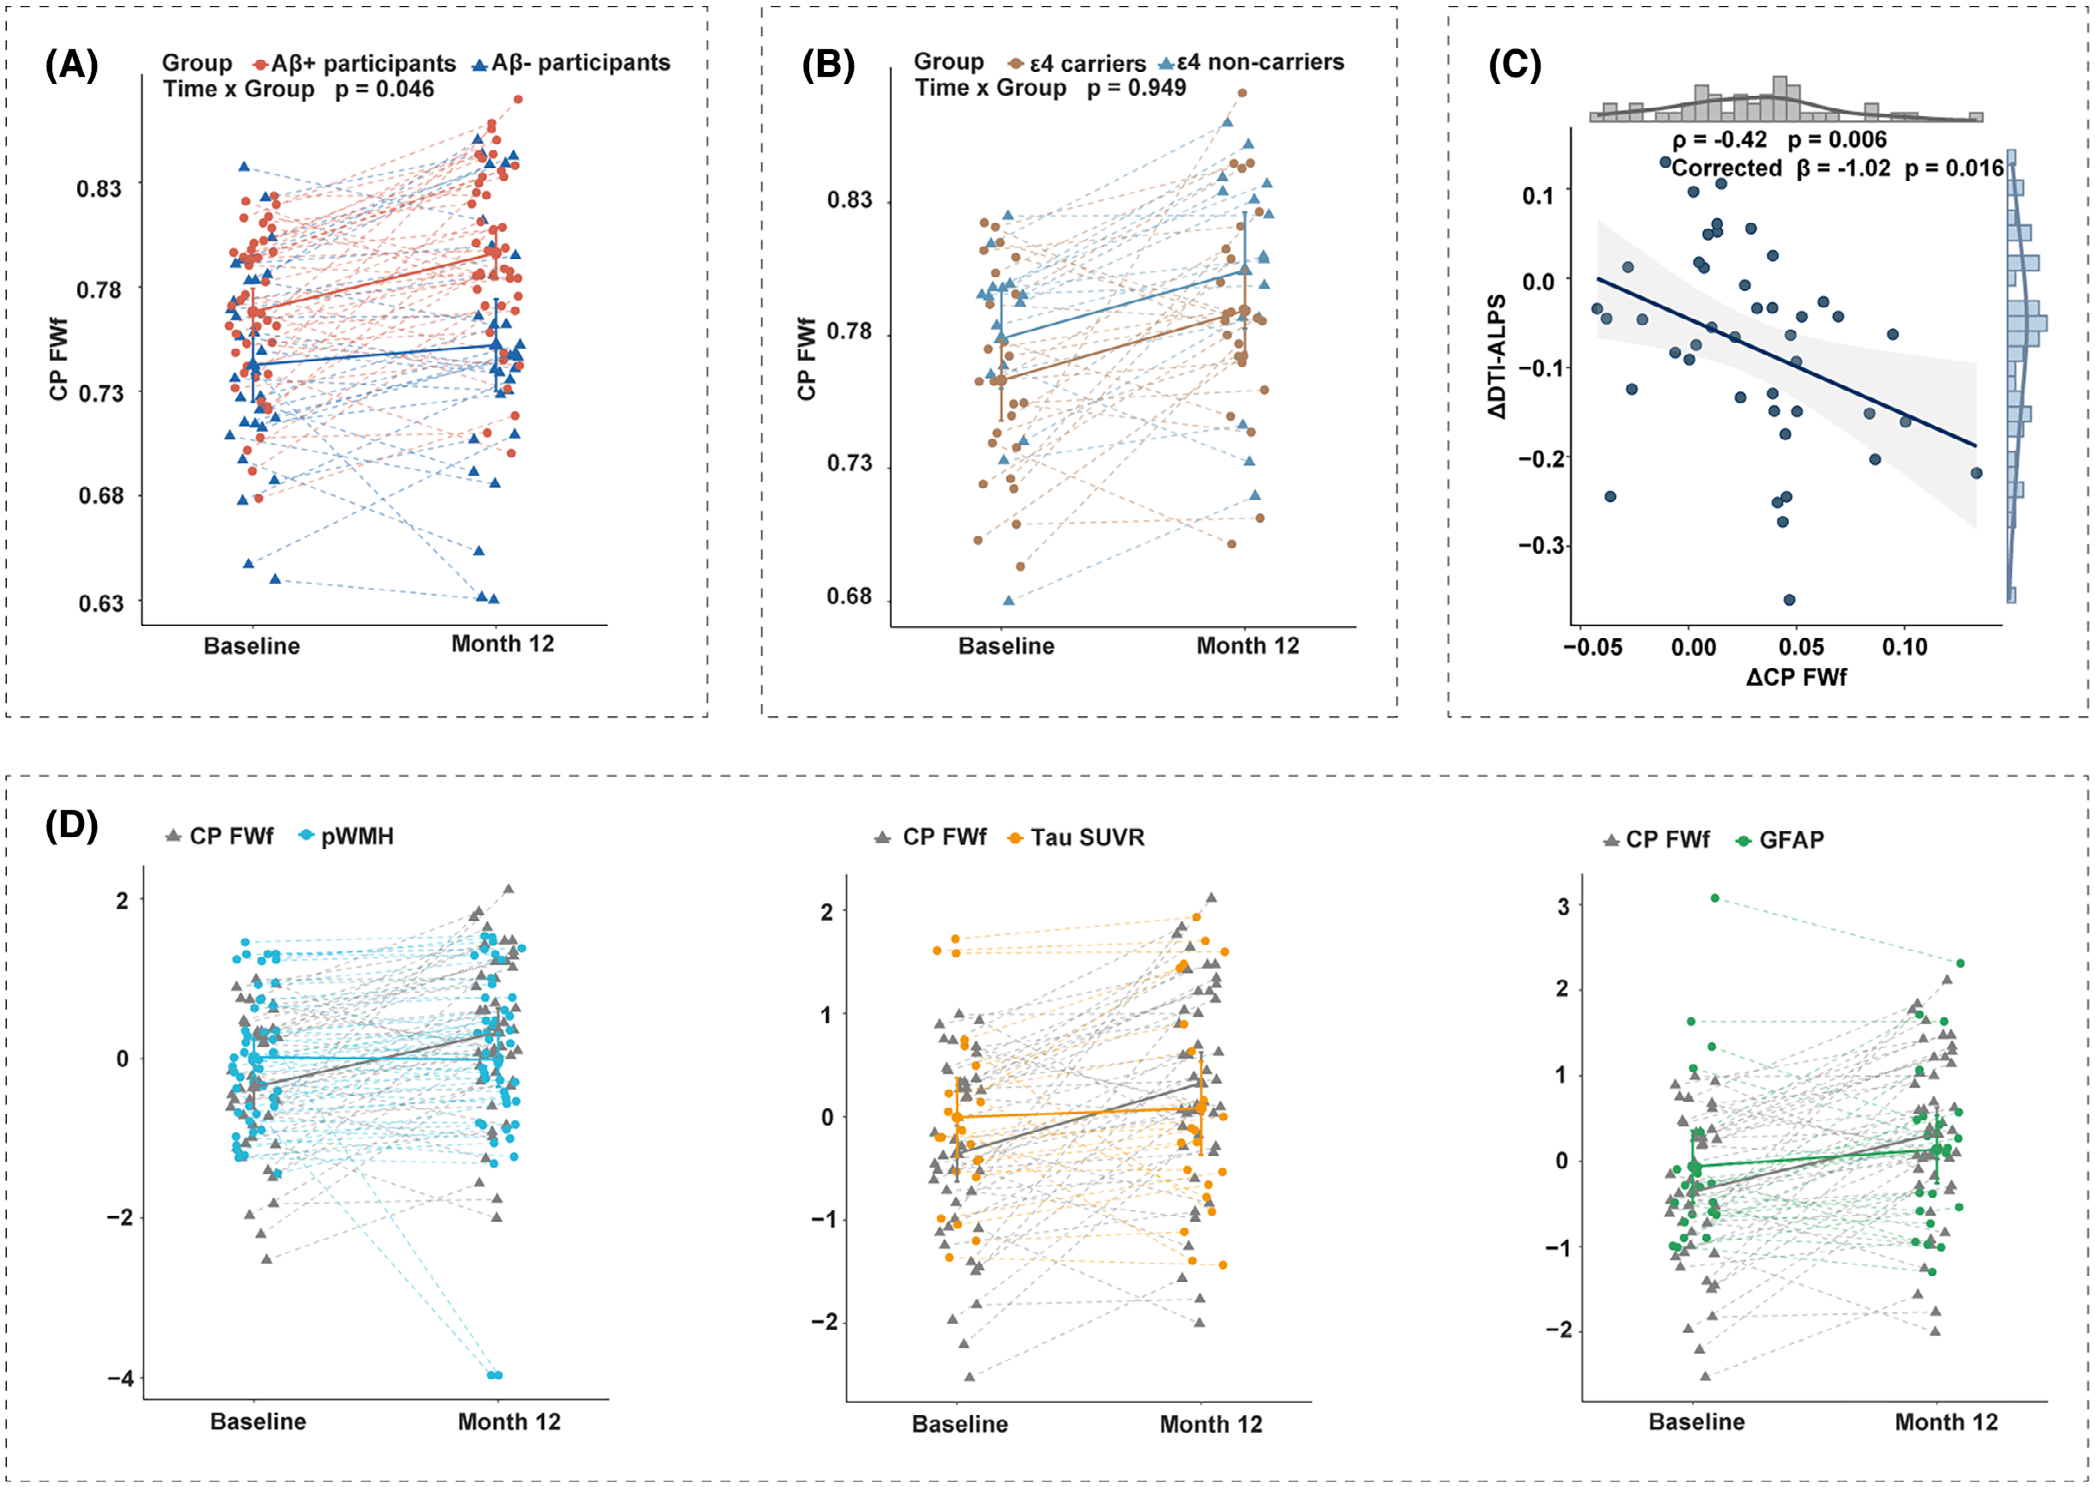 (A)
Group Aβ+ participants Aβ- participants
Time x Group p = 0.046
CP FWf
0.83
0.78
0.73
0.68
0.63
Baseline Month 12
(B)
Group ε4 carriers ε4 non-carriers
Time x Group p = 0.949
CP FWf
0.83
0.78
0.73
0.68
Baseline Month 12
(C)
ρ = -0.42 p = 0.006
Corrected β = -1.02 p = 0.016
ΔDTI-ALPS
0.1
0.0
−0.1
−0.2
−0.3
−0.05 0.00 0.05 0.10
ΔCP FWf
(D)
CP FWf pWMH
2
0
−2
−4
Baseline Month 12
CP FWf Tau SUVR
2
1
0
−1
−2
Baseline Month 12
CP FWf GFAP
3
2
1
0
−1
−2
Baseline Month 12